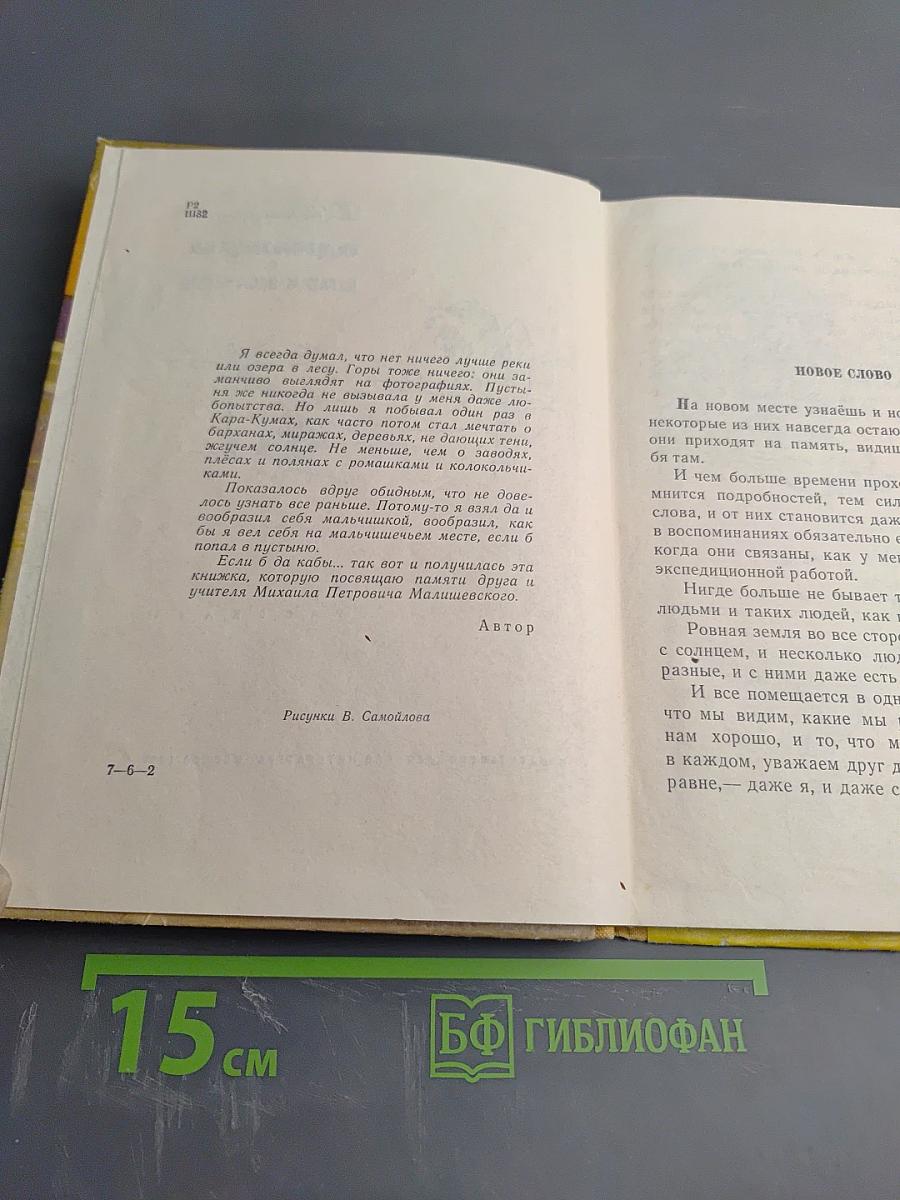 Р2
Ш32
Я всегда думал, что нет ничего лучше реки
или озера в лесу. Горы тоже ничего: они за-
манчиво выглядят на фотографиях. Пусты-
ня же никогда не вызывала у меня даже лю-
бопытства. Но лишь я побывал один раз в
Кара-Кумах, как часто потом стал мечтать о
барханах, миражах, деревьях, не дающих тени,
жгучем солнце. Не меньше, чем о заводях,
плёсах и полянах с ромашками и колокольчи-
ками.
Показалось вдруг обидным, что не дове-
лось узнать все раньше. Потому-то я взял да и
вообразил себя мальчишкой, вообразил, как
бы я вел себя на мальчишечьем месте, если б
попал в пустыню.
Если б да кабы... так вот и получилась эта
книжка, которую посвящаю памяти друга и
учителя Михаила Петровича Малишевского.
Автор
Рисунки В. Самойлова
7—6—2
НОВОЕ СЛОВО
На новом месте узнаёшь и но
некоторые из них навсегда остаю
они приходят на память, видиш
бя там.
И чем больше времени прохо
мнится подробностей, тем сил
слова, и от них становится даж
в воспоминаниях обязательно е
когда они связаны, как у ме
экспедиционной работой.
Нигде больше не бывает т
людьми и таких людей, как
Ровная земля во все сторо
с солнцем, и несколько люд
разные, и с ними даже есть
И все помещается в одн
что мы видим, какие мы
нам хорошо, и то, что м
в каждом, уважаем друг д
равне,— даже я, и даже с
15 см
БФ ГИБЛИОФАН